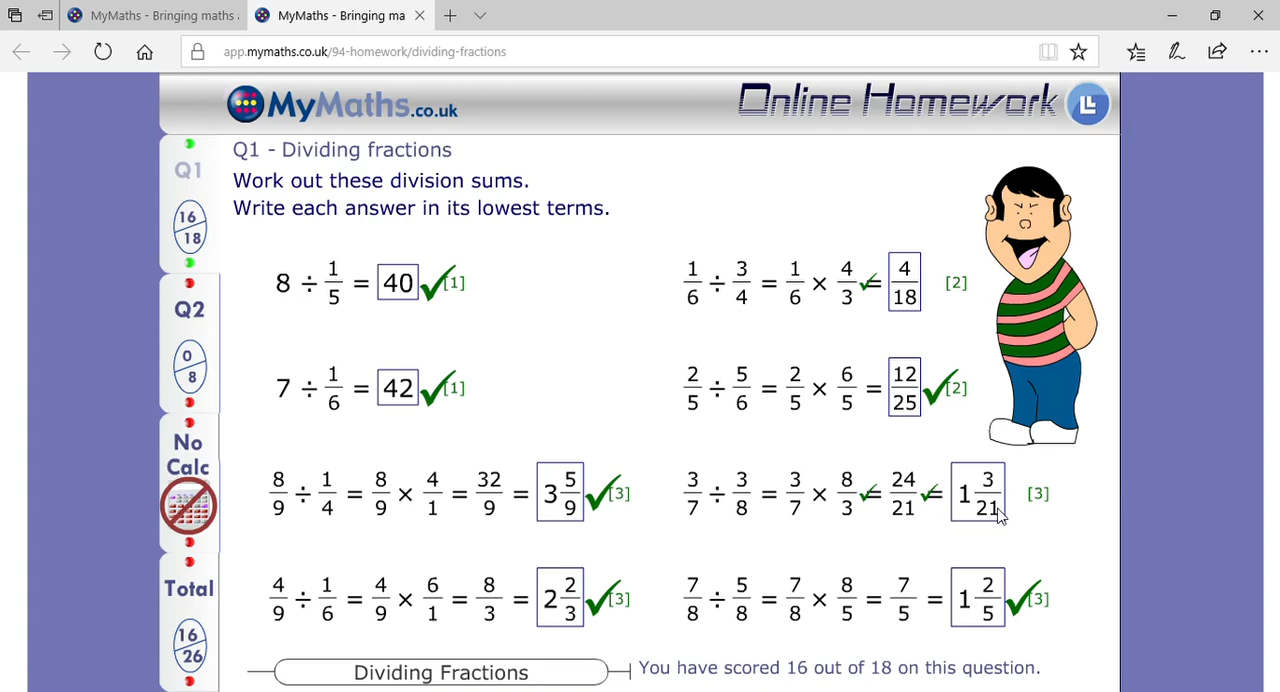 MyMaths - Bringing maths a
MyMaths - Bringing ma
app.mymaths.co.uk/94-homework/dividing-fractions
MyMaths.co.uk
Online Homework
LL
Q1 - Dividing fractions
Work out these division sums.
Write each answer in its lowest terms.
Q1
16/18
Q2
0/8
No
Calc
Total
16/26
8 ÷ 1/5 = 40 [1]
1/6 ÷ 3/4 = 1/6 × 4/3 = 4/18 [2]
7 ÷ 1/6 = 42 [1]
2/5 ÷ 5/6 = 2/5 × 6/5 = 12/25 [2]
8/9 ÷ 1/4 = 8/9 × 4/1 = 32/9 = 3 5/9 [3]
3/7 ÷ 3/8 = 3/7 × 8/3 = 24/21 = 1 3/21 [3]
4/9 ÷ 1/6 = 4/9 × 6/1 = 8/3 = 2 2/3 [3]
7/8 ÷ 5/8 = 7/8 × 8/5 = 7/5 = 1 2/5 [3]
Dividing Fractions
You have scored 16 out of 18 on this question.